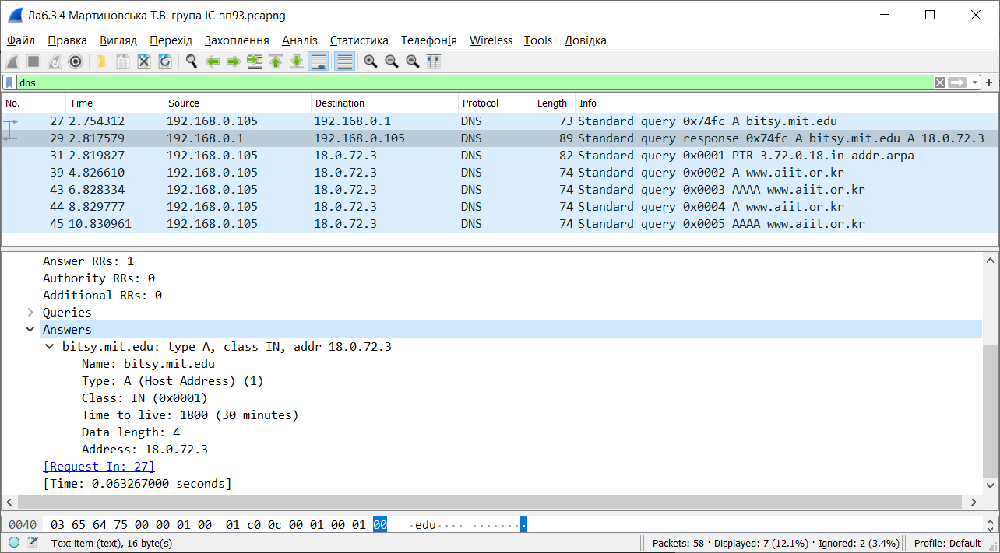 Лаб.3.4 Мартиновська Т.В. група ІС-зп93.pcapng
Файл Правка Вигляд Перехід Захоплення Аналіз Статистика Телефонія Wireless Tools Довідка
dns
No. Time Source Destination Protocol Length Info
27 2.754312 192.168.0.105 192.168.0.1 DNS 73 Standard query 0x74fc A bitsy.mit.edu
29 2.817579 192.168.0.1 192.168.0.105 DNS 89 Standard query response 0x74fc A bitsy.mit.edu A 18.0.72.3
31 2.819827 192.168.0.105 18.0.72.3 DNS 82 Standard query 0x0001 PTR 3.72.0.18.in-addr.arpa
39 4.826610 192.168.0.105 18.0.72.3 DNS 74 Standard query 0x0002 A www.aiit.or.kr
43 6.828334 192.168.0.105 18.0.72.3 DNS 74 Standard query 0x0003 AAAA www.aiit.or.kr
44 8.829777 192.168.0.105 18.0.72.3 DNS 74 Standard query 0x0004 A www.aiit.or.kr
45 10.830961 192.168.0.105 18.0.72.3 DNS 74 Standard query 0x0005 AAAA www.aiit.or.kr
Answer RRs: 1
Authority RRs: 0
Additional RRs: 0
Queries
Answers
bitsy.mit.edu: type A, class IN, addr 18.0.72.3
Name: bitsy.mit.edu
Type: A (Host Address) (1)
Class: IN (0x0001)
Time to live: 1800 (30 minutes)
Data length: 4
Address: 18.0.72.3
[Request In: 27]
[Time: 0.063267000 seconds]
0040 03 65 64 75 00 00 01 00 01 c0 0c 00 01 00 01 00 ·edu···· ········
Text item (text), 16 byte(s) Packets: 58 · Displayed: 7 (12.1%) · Ignored: 2 (3.4%) Profile: Default